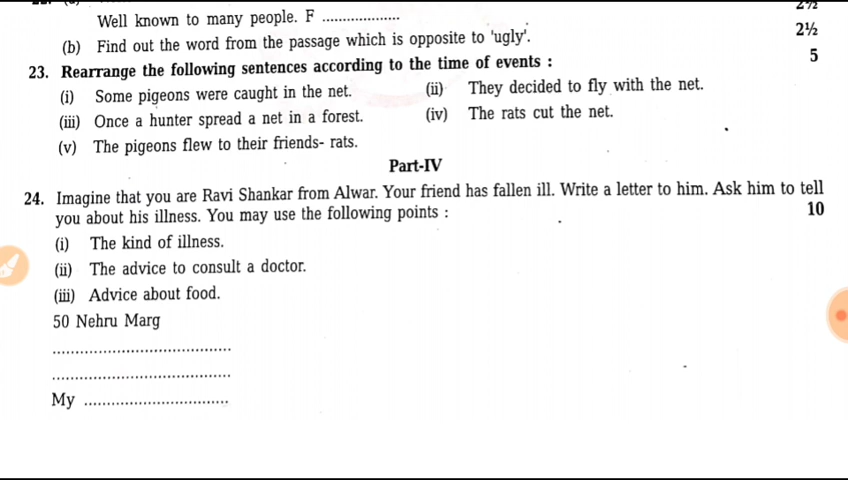 Well known to many people. F ...................
2½
(b) Find out the word from the passage which is opposite to 'ugly'. 2½
23. Rearrange the following sentences according to the time of events : 5
(i) Some pigeons were caught in the net. (ii) They decided to fly with the net.
(iii) Once a hunter spread a net in a forest. (iv) The rats cut the net.
(v) The pigeons flew to their friends- rats.
Part-IV
24. Imagine that you are Ravi Shankar from Alwar. Your friend has fallen ill. Write a letter to him. Ask him to tell
you about his illness. You may use the following points : 10
(i) The kind of illness.
(ii) The advice to consult a doctor.
(iii) Advice about food.
50 Nehru Marg
..........................................
..........................................
My ..................................